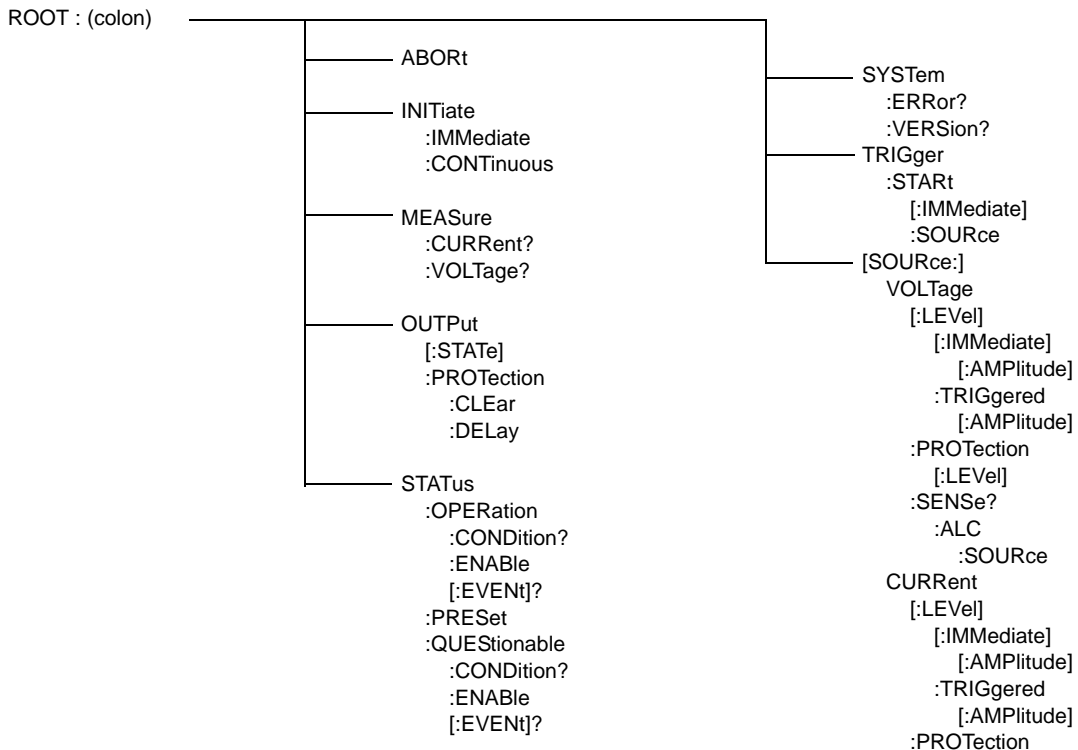 ROOT : (colon)
ABORt
INITiate
:IMMediate
:CONTinuous
MEASure
:CURRent?
:VOLTage?
OUTPut
[:STATe]
:PROTection
:CLEar
:DELay
STATus
:OPERation
:CONDition?
:ENABle
[:EVENt]?
:PRESet
:QUEStionable
:CONDition?
:ENABle
[:EVENt]?
SYSTem
:ERRor?
:VERSion?
TRIGger
:STARt
[:IMMediate]
:SOURce
[SOURce:]
VOLTage
[:LEVel]
[:IMMediate]
[:AMPlitude]
:TRIGgered
[:AMPlitude]
:PROTection
[:LEVel]
:SENSe?
:ALC
:SOURce
CURRent
[:LEVel]
[:IMMediate]
[:AMPlitude]
:TRIGgered
[:AMPlitude]
:PROTection